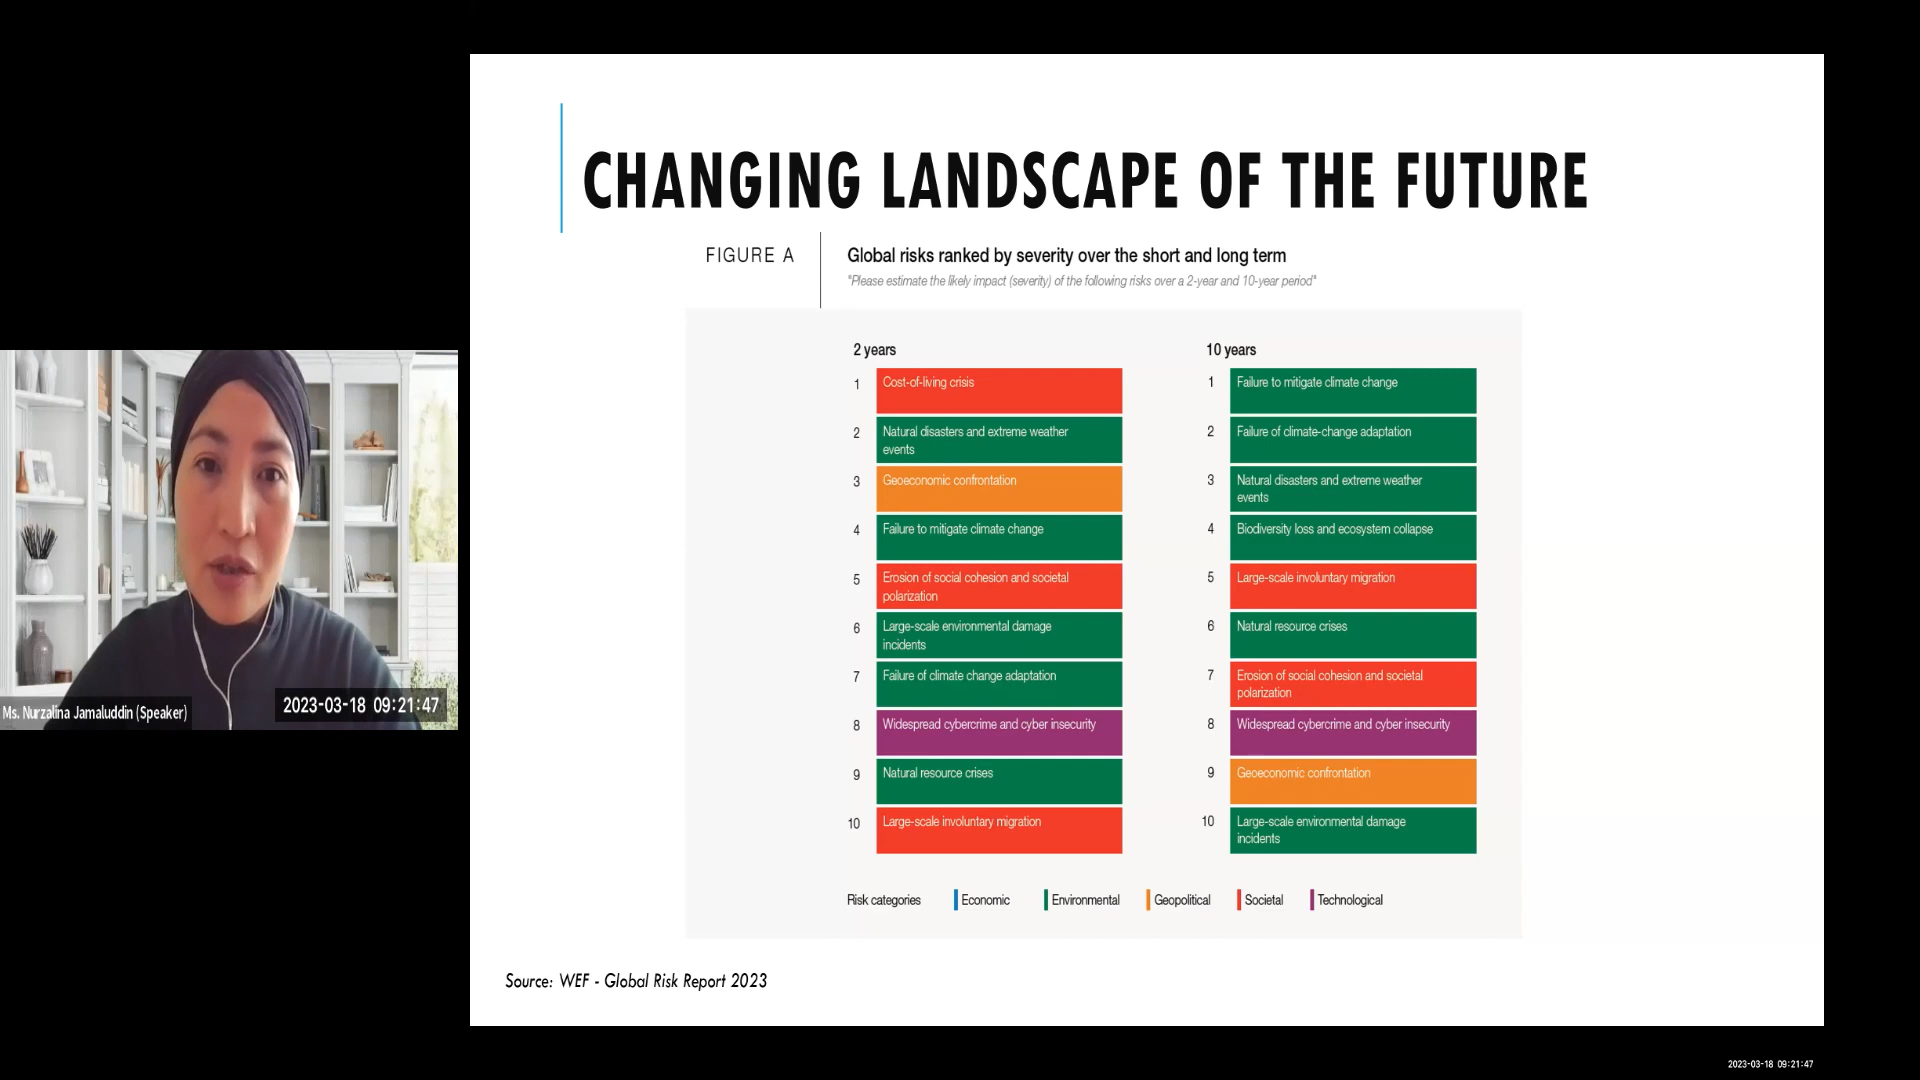 CHANGING LANDSCAPE OF THE FUTURE
FIGURE A
Global risks ranked by severity over the short and long term
"Please estimate the likely impact (severity) of the following risks over a 2-year and 10-year period"
2 years
1 Cost-of-living crisis
2 Natural disasters and extreme weather
events
3 Geoeconomic confrontation
4 Failure to mitigate climate change
5 Erosion of social cohesion and societal
polarization
6 Large-scale environmental damage
incidents
7 Failure of climate change adaptation
8 Widespread cybercrime and cyber insecurity
9 Natural resource crises
10 Large-scale involuntary migration
10 years
1 Failure to mitigate climate change
2 Failure of climate-change adaptation
3 Natural disasters and extreme weather
events
4 Biodiversity loss and ecosystem collapse
5 Large-scale involuntary migration
6 Natural resource crises
7 Erosion of social cohesion and societal
polarization
8 Widespread cybercrime and cyber insecurity
9 Geoeconomic confrontation
10 Large-scale environmental damage
incidents
Risk categories Economic Environmental Geopolitical Societal Technological
Source: WEF - Global Risk Report 2023
Ms. Nurzalina Jamaluddin (Speaker)
2023-03-18 09:21:47
2023-03-18 09:21:47